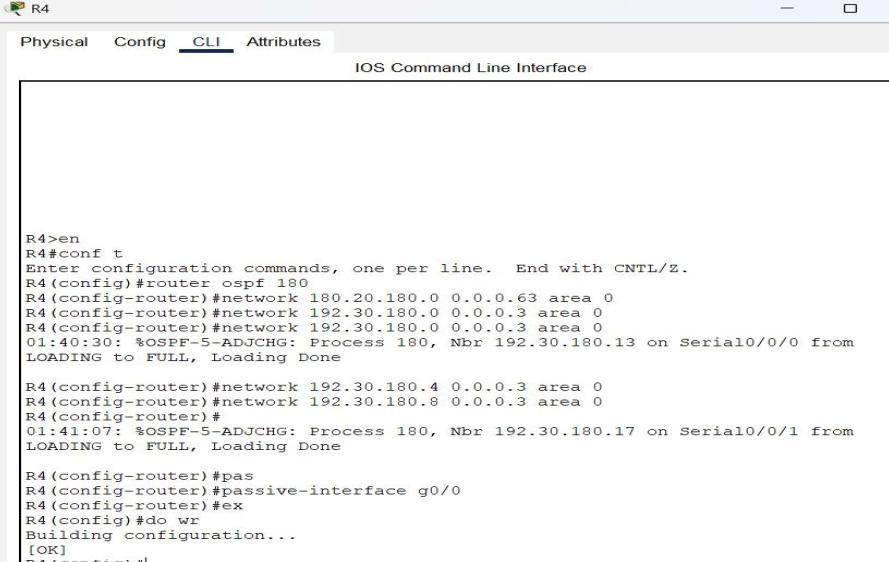 R4
Physical Config CLI Attributes
IOS Command Line Interface
R4>en
R4#conf t
Enter configuration commands, one per line.  End with CNTL/Z.
R4(config)#router ospf 180
R4(config-router)#network 180.20.180.0 0.0.0.63 area 0
R4(config-router)#network 192.30.180.0 0.0.0.3 area 0
R4(config-router)#network 192.30.180.0 0.0.0.3 area 0
01:40:30: %OSPF-5-ADJCHG: Process 180, Nbr 192.30.180.13 on Serial0/0/0 from
LOADING to FULL, Loading Done
R4(config-router)#network 192.30.180.4 0.0.0.3 area 0
R4(config-router)#network 192.30.180.8 0.0.0.3 area 0
R4(config-router)#
01:41:07: %OSPF-5-ADJCHG: Process 180, Nbr 192.30.180.17 on Serial0/0/1 from
LOADING to FULL, Loading Done
R4(config-router)#pas
R4(config-router)#passive-interface g0/0
R4(config-router)#ex
R4(config)#do wr
Building configuration...
[OK]